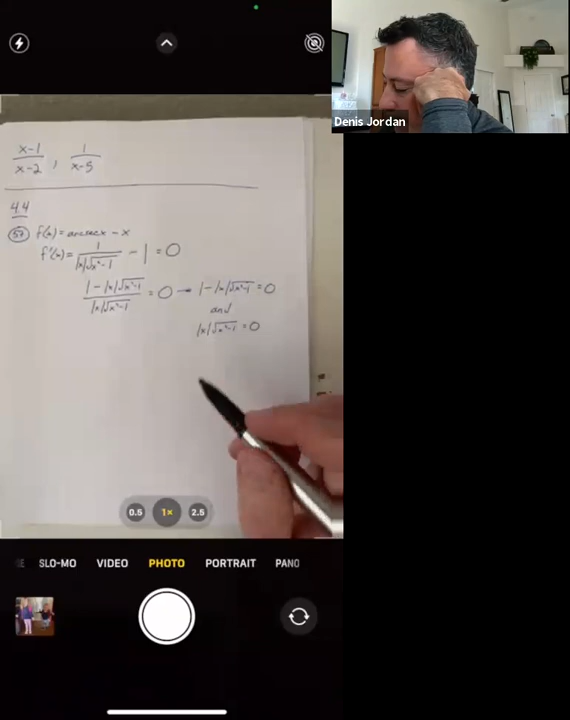 Denis Jordan
x-1/x-2 , 1/x-5
4.4
57 f(x) = arcsecx - x
f'(x) = 1/|x|√x²-1 - 1 = 0
1-|x|√x²-1/|x|√x²-1 = 0 → 1-|x|√x²-1 = 0
and
|x|√x²-1 = 0
0.5 1× 2.5
SLO-MO VIDEO PHOTO PORTRAIT PANO